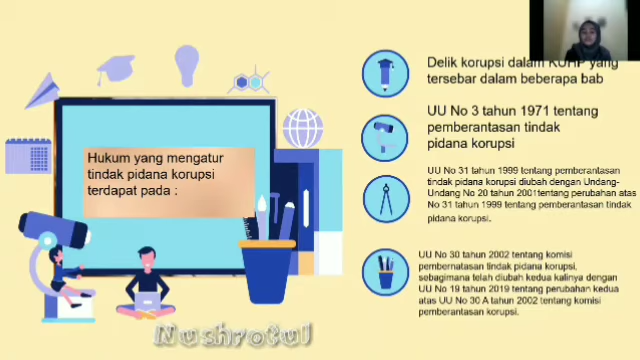 Hukum yang mengatur
tindak pidana korupsi
terdapat pada :
Delik korupsi dalam KUHP yang
tersebar dalam beberapa bab
UU No 3 tahun 1971 tentang
pemberantasan tindak
pidana korupsi
UU No 31 tahun 1999 tentang pemberantasan
tindak pidana korupsi diubah dengan Undang-
Undang No 20 tahun 2001tentang perubahan atas
No 31 tahun 1999 tentang pemberantasan tindak
pidana korupsi.
UU No 30 tahun 2002 tentang komisi
pembernatasan tindak pidana korupsi,
sebagimana telah diubah kedua kalinya dengan
UU No 19 tahun 2019 tentang perubahan kedua
atas UU No 30 A tahun 2002 tentang komisi
pemberantasan korupsi.
Nushrotul